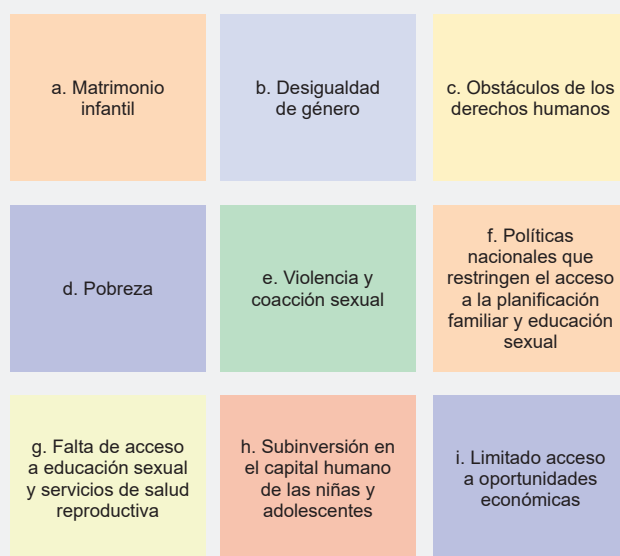 a. Matrimonio
infantil
b. Desigualdad
de género
c. Obstáculos de los
derechos humanos
d. Pobreza
e. Violencia y
coacción sexual
f. Políticas
nacionales que
restringen el acceso
a la planificación
familiar y educación
sexual
g. Falta de acceso
a educación sexual
y servicios de salud
reproductiva
h. Subinversión en
el capital humano
de las niñas y
adolescentes
i. Limitado acceso
a oportunidades
económicas